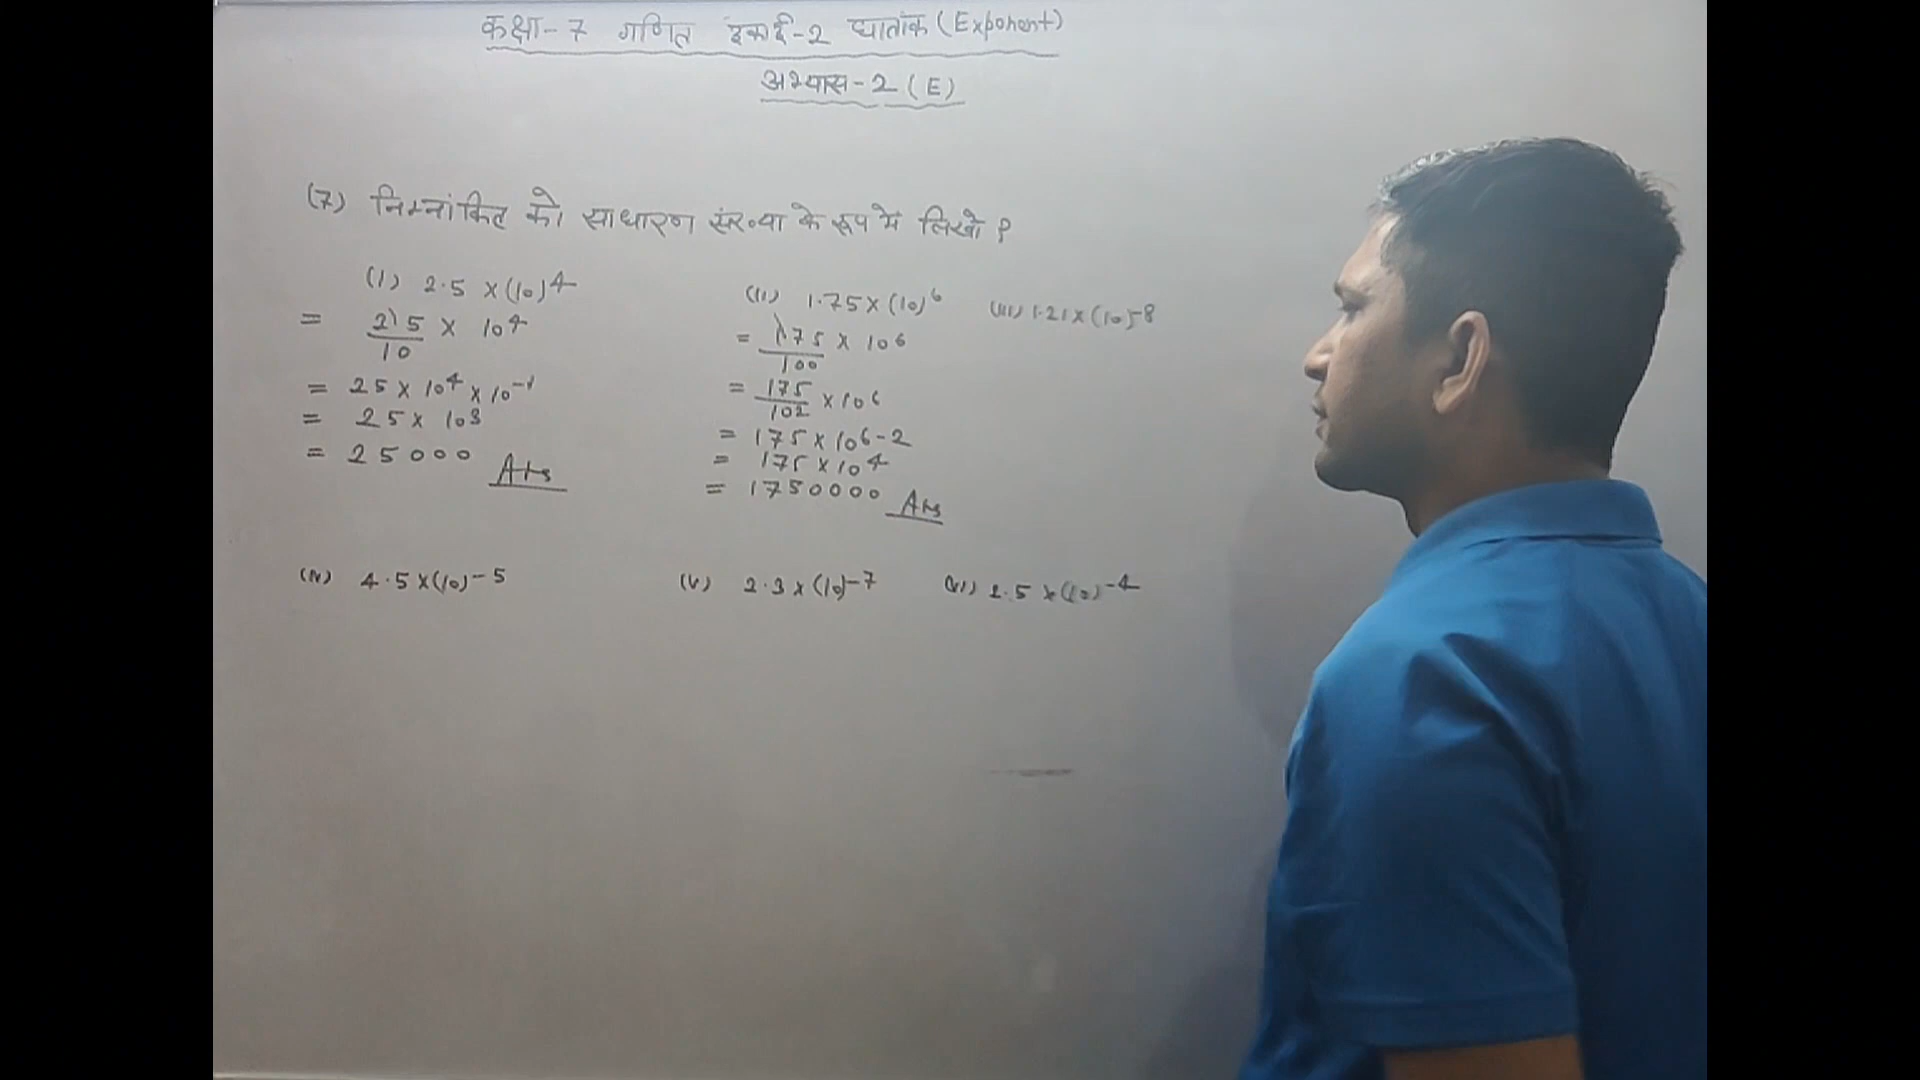 कक्षा-7 गणित इकाई-2 घातांक (Exponent)
अभ्यास-2 (E)
(7) निम्नांकित को साधारण संख्या के रूप में लिखो ?
(i) 2.5 × (10)⁴
= 25/10 × 10⁴
= 25 × 10⁴ × 10⁻¹
= 25 × 10³
= 25000 Ans
(ii) 1.75 × (10)⁶
= 175/100 × 10⁶
= 175/10² × 10⁶
= 175 × 10⁶⁻²
= 175 × 10⁴
= 1750000 Ans
(iii) 1.21 × (10)⁻⁸
(iv) 4.5 × (10)⁻⁵
(v) 2.3 × (10)⁻⁷
(vi) 2.5 × (10)⁻⁴